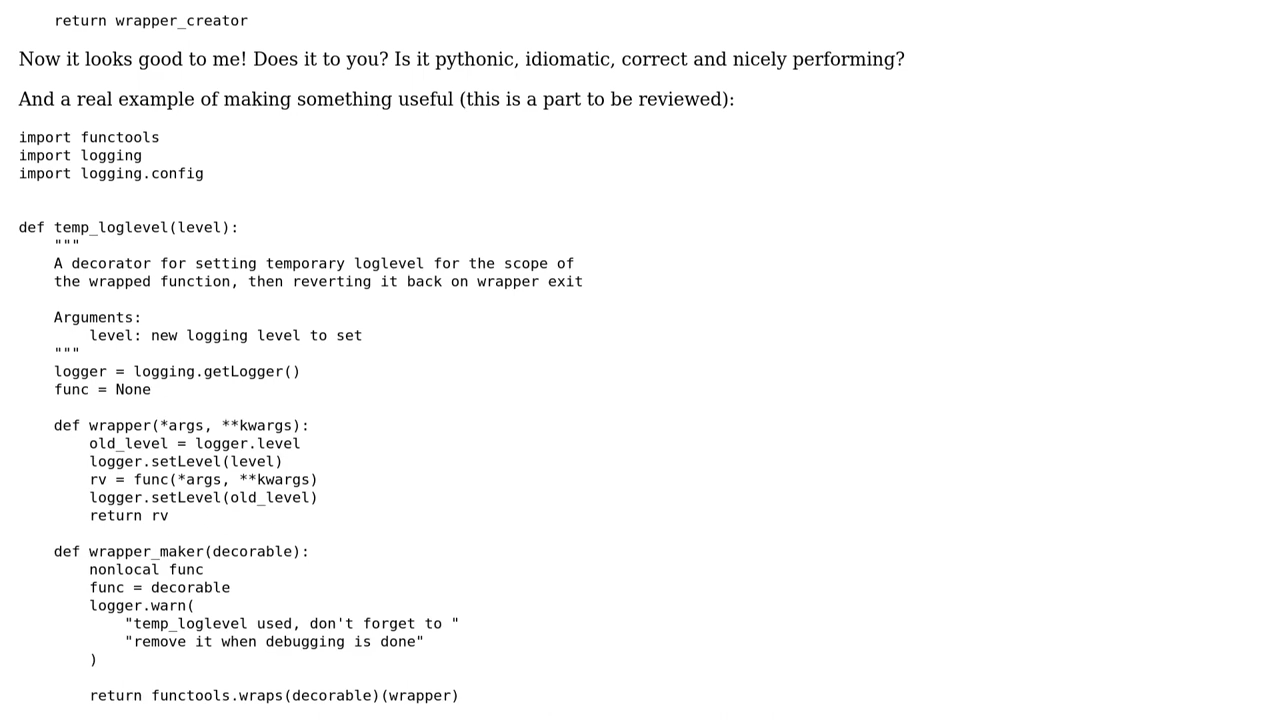 return wrapper_creator
Now it looks good to me! Does it to you? Is it pythonic, idiomatic, correct and nicely performing?
And a real example of making something useful (this is a part to be reviewed):
import functools
import logging
import logging.config
def temp_loglevel(level):
    """
    A decorator for setting temporary loglevel for the scope of
    the wrapped function, then reverting it back on wrapper exit
    Arguments:
        level: new logging level to set
    """
    logger = logging.getLogger()
    func = None
    def wrapper(*args, **kwargs):
        old_level = logger.level
        logger.setLevel(level)
        rv = func(*args, **kwargs)
        logger.setLevel(old_level)
        return rv
    def wrapper_maker(decorable):
        nonlocal func
        func = decorable
        logger.warn(
            "temp_loglevel used, don't forget to "
            "remove it when debugging is done"
        )
        return functools.wraps(decorable)(wrapper)